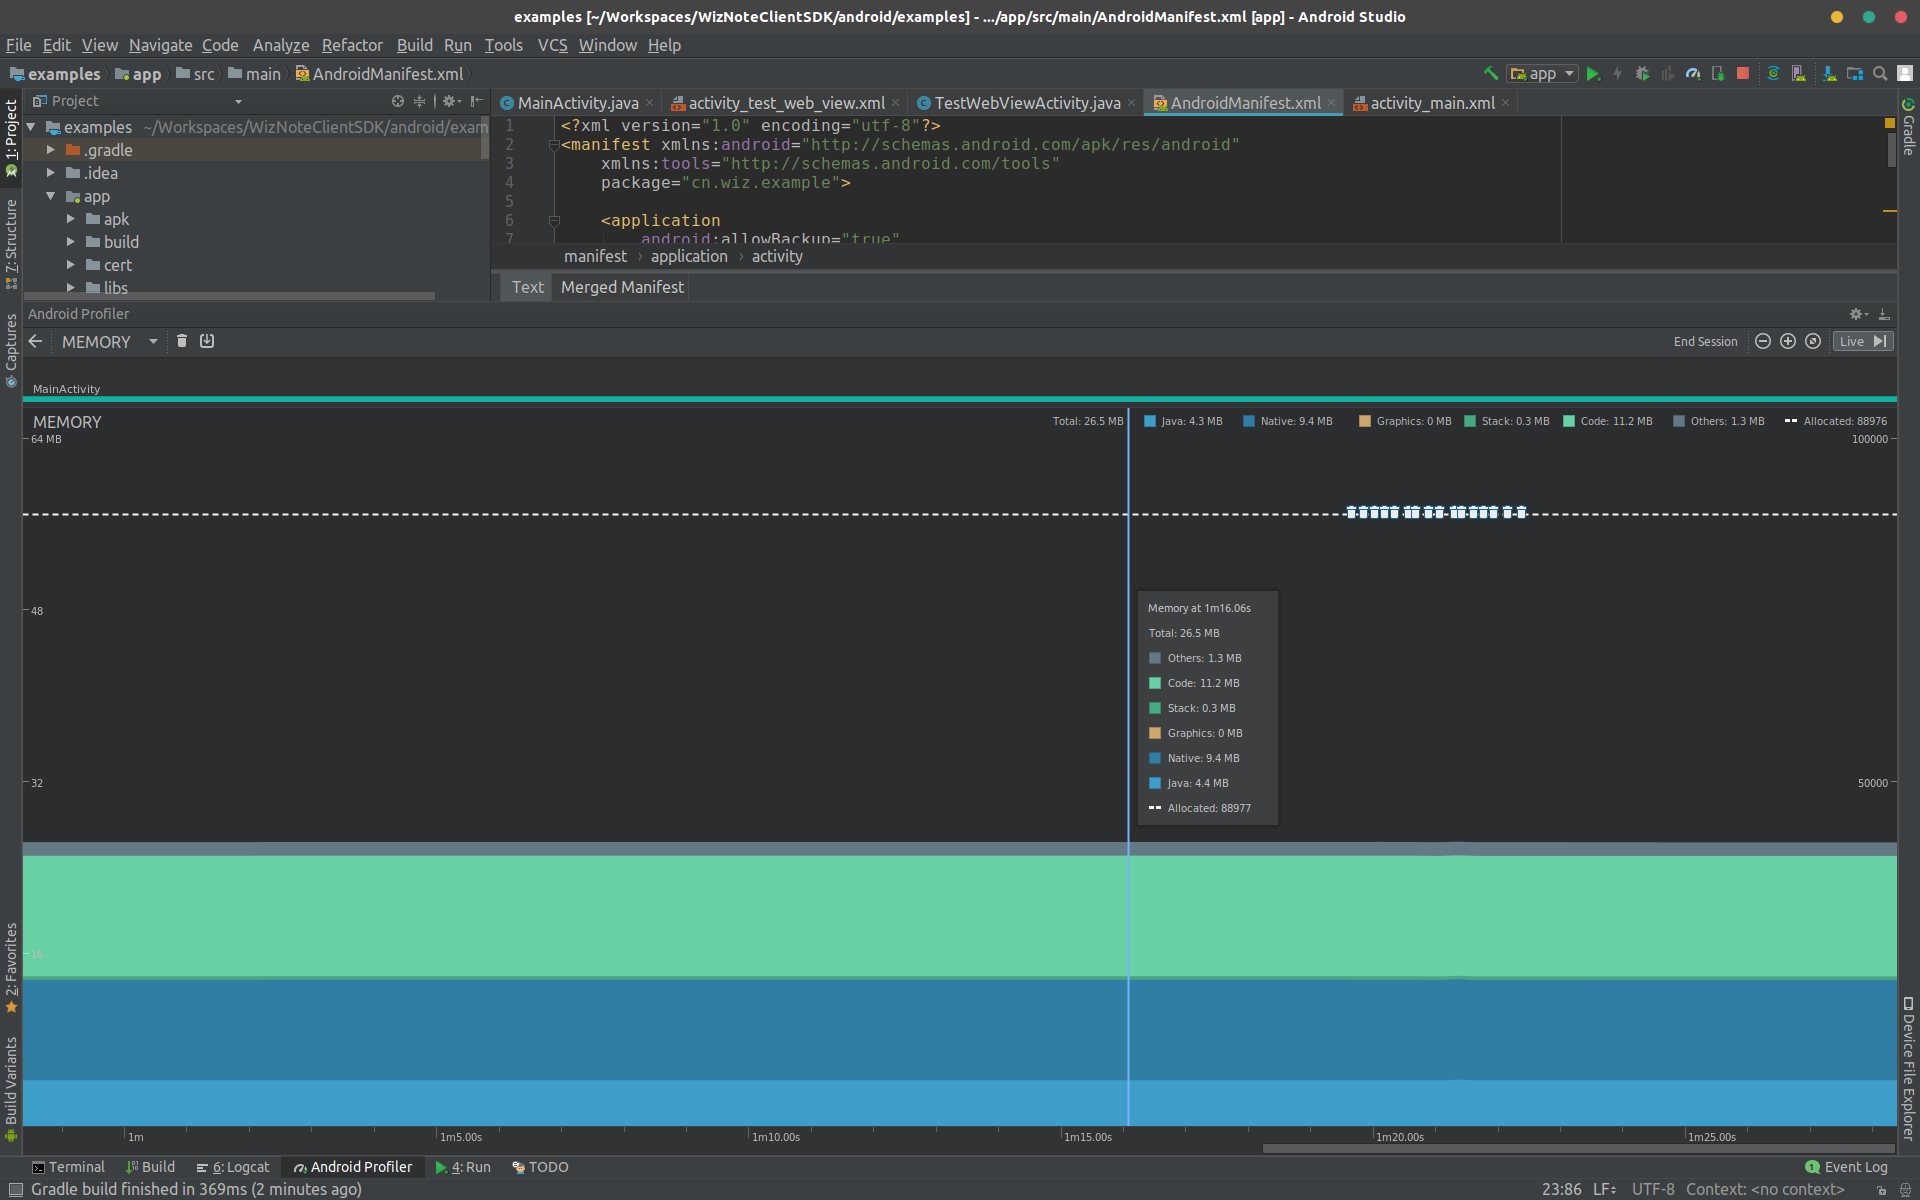 examples [~/Workspaces/WizNoteClientSDK/android/examples] - .../app/src/main/AndroidManifest.xml [app] - Android Studio
File Edit View Navigate Code Analyze Refactor Build Run Tools VCS Window Help
examples app src main AndroidManifest.xml
app
Project
MainActivity.java
activity_test_web_view.xml
TestWebViewActivity.java
AndroidManifest.xml
activity_main.xml
examples ~/Workspaces/WizNoteClientSDK/android/exam
.gradle
.idea
app
apk
build
cert
libs
1 <?xml version="1.0" encoding="utf-8"?>
2 <manifest xmlns:android="http://schemas.android.com/apk/res/android"
3 xmlns:tools="http://schemas.android.com/tools"
4 package="cn.wiz.example">
5
6 <application
7 android:allowBackup="true"
manifest › application › activity
Text Merged Manifest
1: Project
7: Structure
Captures
2: Favorites
Build Variants
Gradle
Device File Explorer
Android Profiler
MEMORY
End Session
Live
MainActivity
MEMORY
Total: 26.5 MB Java: 4.3 MB Native: 9.4 MB Graphics: 0 MB Stack: 0.3 MB Code: 11.2 MB Others: 1.3 MB Allocated: 88976
64 MB
100000
48
32
50000
16
Memory at 1m16.06s
Total: 26.5 MB
Others: 1.3 MB
Code: 11.2 MB
Stack: 0.3 MB
Graphics: 0 MB
Native: 9.4 MB
Java: 4.4 MB
Allocated: 88977
1m 1m5.00s 1m10.00s 1m15.00s 1m20.00s 1m25.00s
Terminal Build 6: Logcat Android Profiler 4: Run TODO
1 Event Log
Gradle build finished in 369ms (2 minutes ago)
23:86 LF UTF-8 Context: <no context>